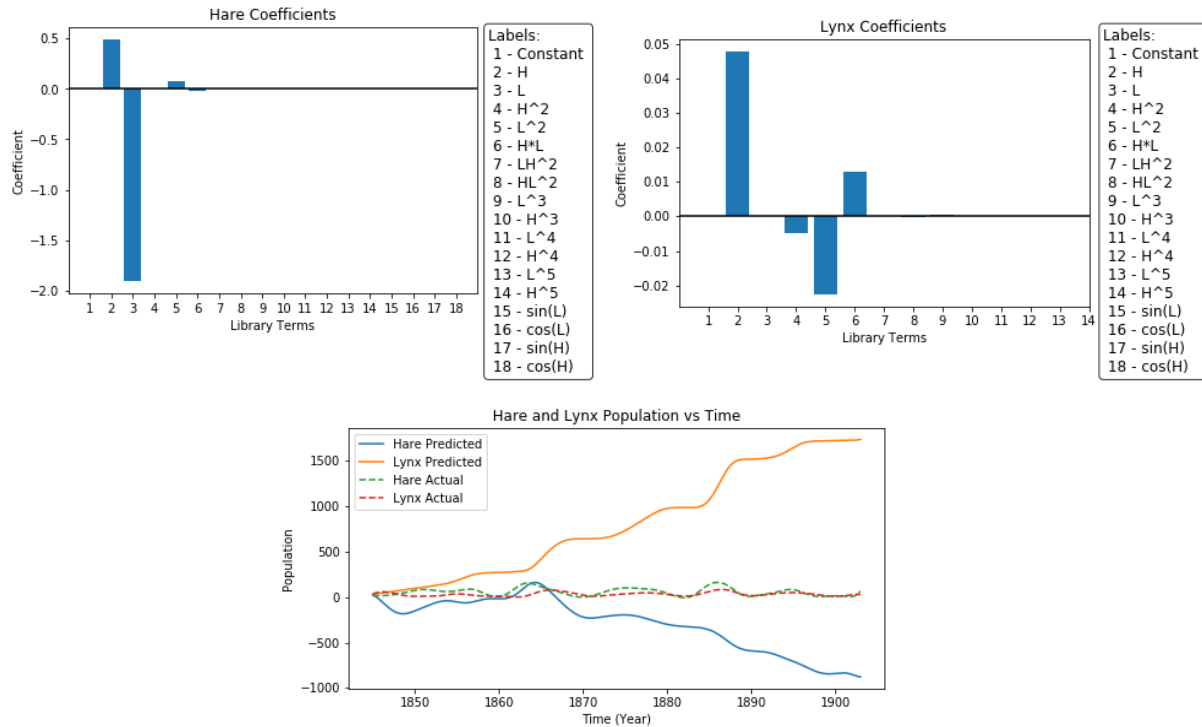 Hare Coefficients
0.5
0.0
−0.5
−1.0
−1.5
−2.0
Coefficient
1 2 3 4 5 6 7 8 9 10 11 12 13 14 15 16 17 18
Library Terms
Labels:
1 - Constant
2 - H
3 - L
4 - H^2
5 - L^2
6 - H*L
7 - LH^2
8 - HL^2
9 - L^3
10 - H^3
11 - L^4
12 - H^4
13 - L^5
14 - H^5
15 - sin(L)
16 - cos(L)
17 - sin(H)
18 - cos(H)
Lynx Coefficients
0.05
0.04
0.03
0.02
0.01
0.00
−0.01
−0.02
Coefficient
1 2 3 4 5 6 7 8 9 10 11 12 13 14
Library Terms
Labels:
1 - Constant
2 - H
3 - L
4 - H^2
5 - L^2
6 - H*L
7 - LH^2
8 - HL^2
9 - L^3
10 - H^3
11 - L^4
12 - H^4
13 - L^5
14 - H^5
15 - sin(L)
16 - cos(L)
17 - sin(H)
18 - cos(H)
Hare and Lynx Population vs Time
Hare Predicted
Lynx Predicted
Hare Actual
Lynx Actual
1500
1000
500
0
−500
−1000
Population
1850 1860 1870 1880 1890 1900
Time (Year)